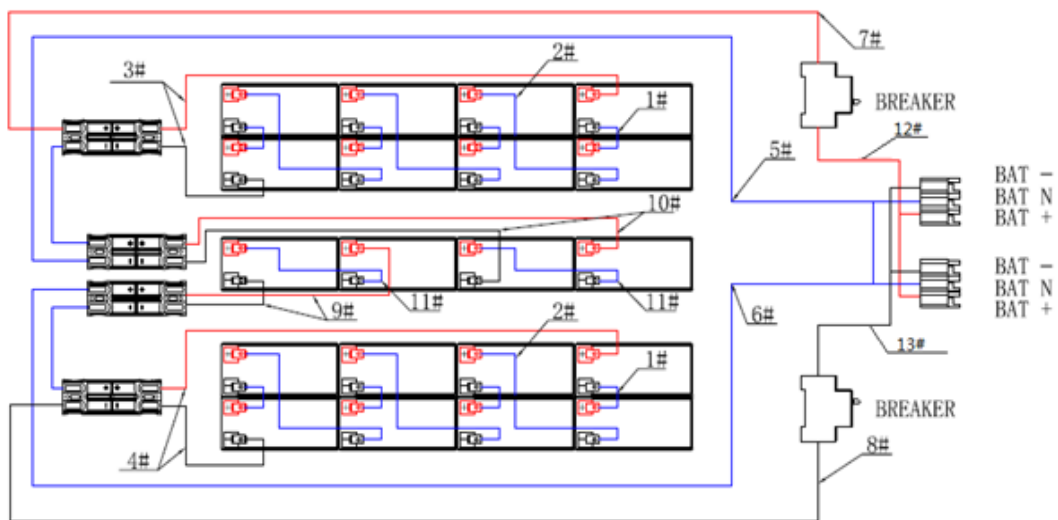 7#
3#
2#
1#
BREAKER
12#
5#
BAT -
BAT N
BAT +
10#
11#
11#
9#
BAT -
BAT N
BAT +
6#
2#
1#
13#
BREAKER
4#
8#